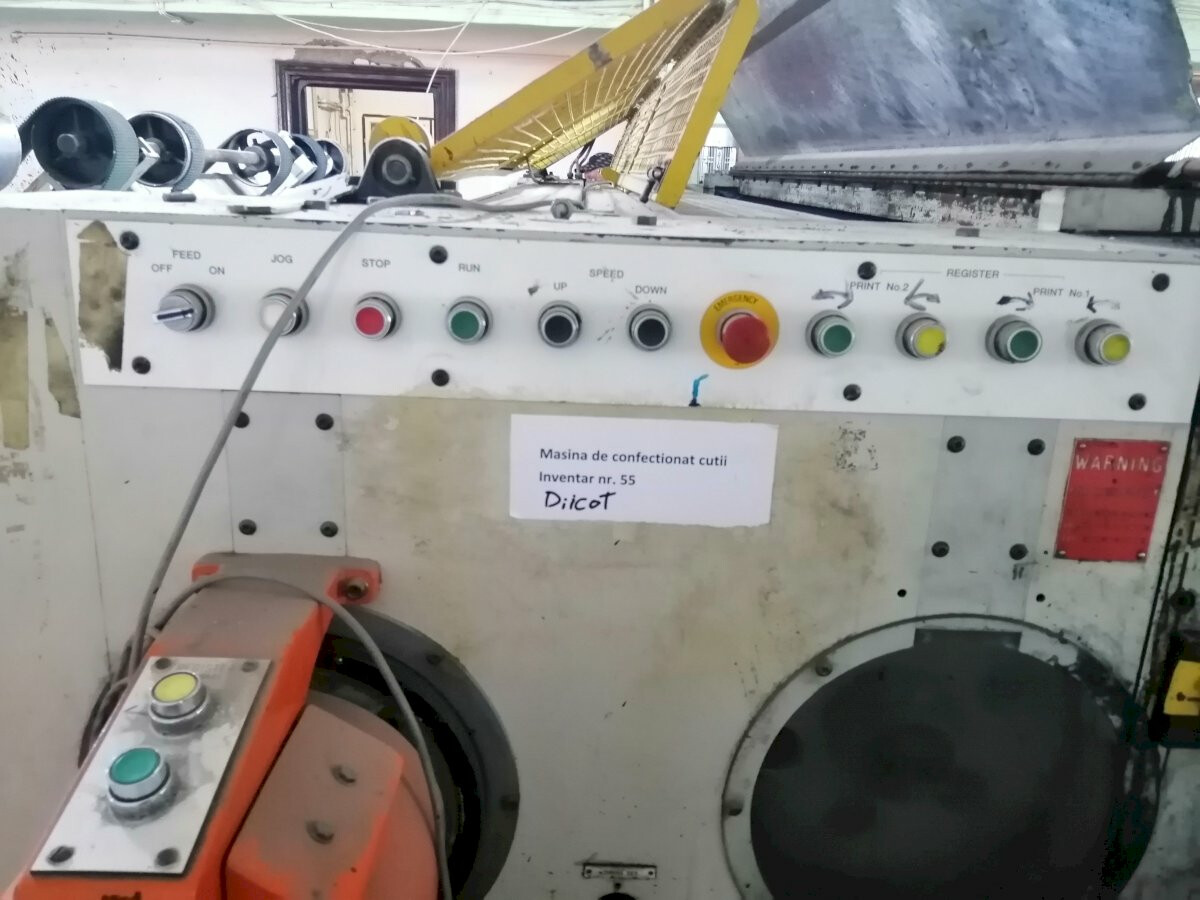 FEED
OFF
ON
JOG
STOP
RUN
SPEED
UP
DOWN
EMERGENCY
REGISTER
PRINT No.2
PRINT No.1
Masina de confectionat cutii
Inventar nr. 55
Dilcot
WARNING